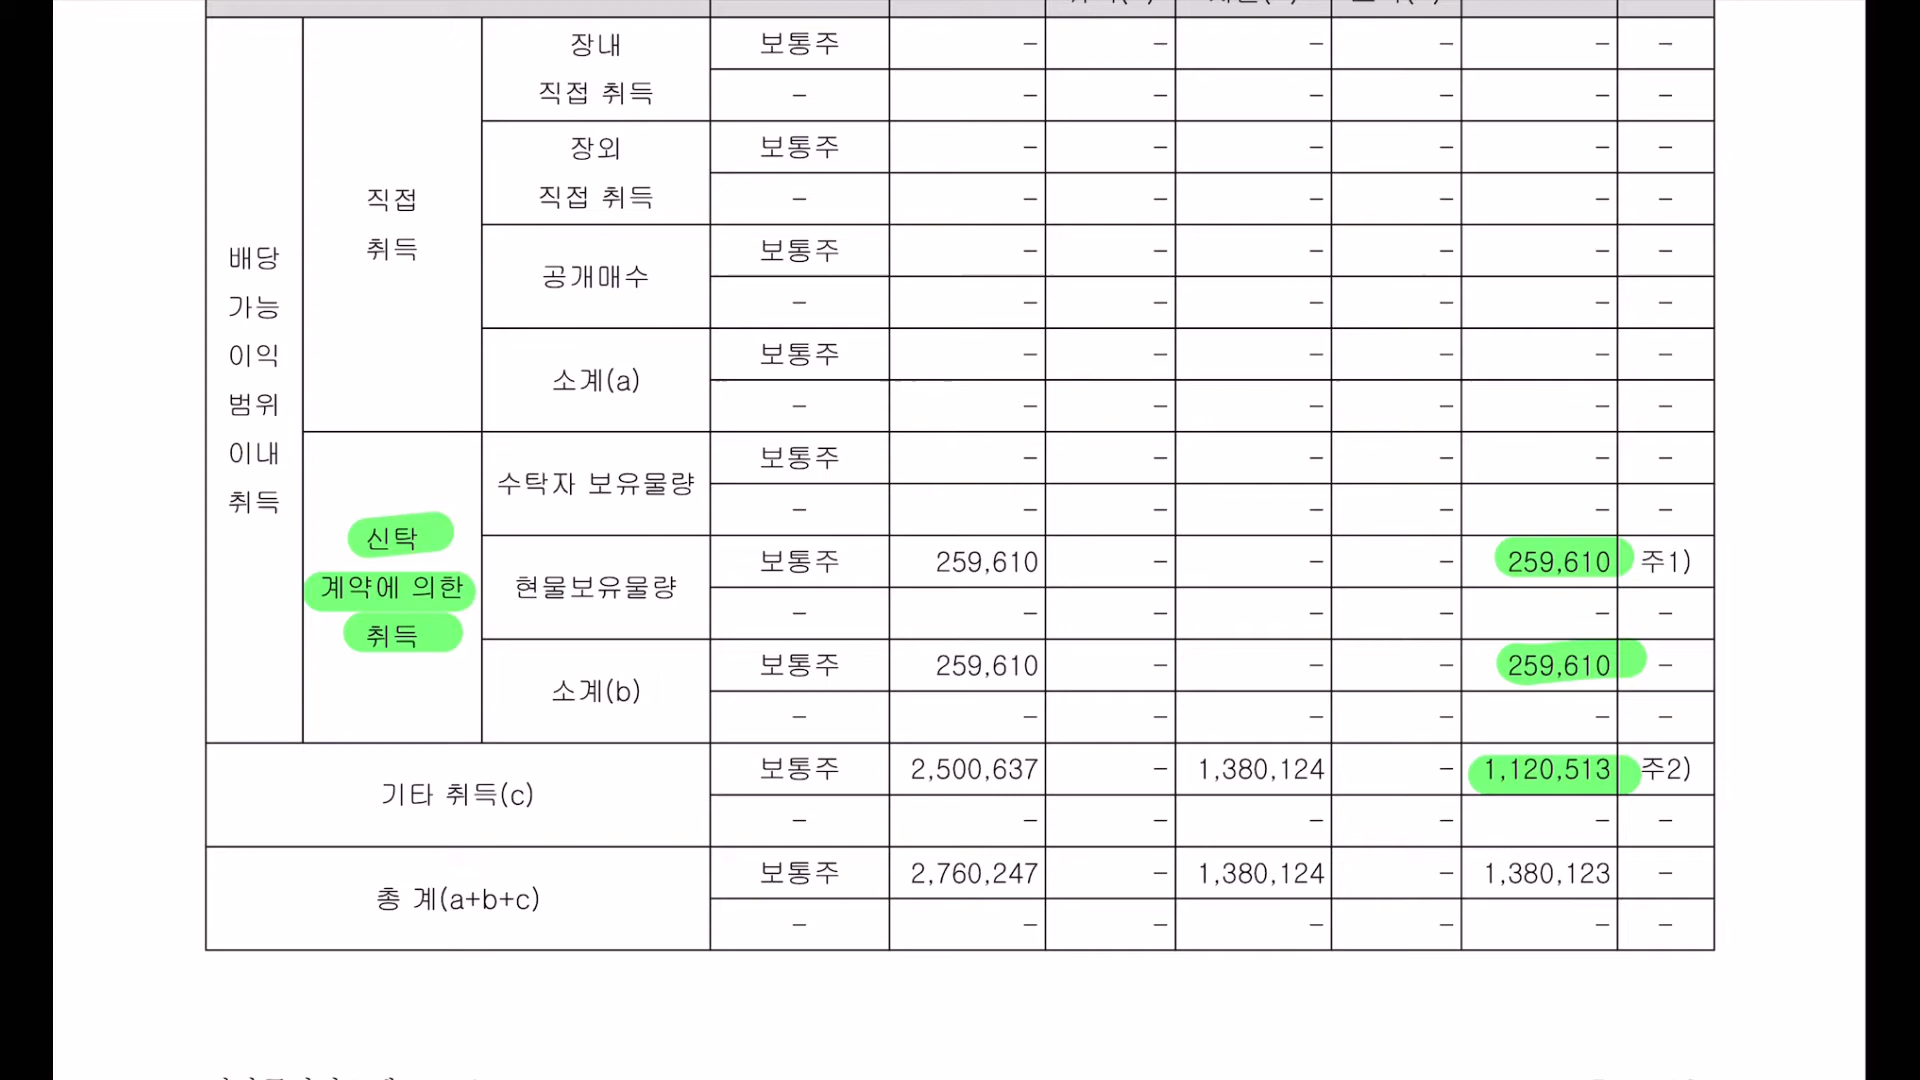 배당
가능
이익
범위
이내
취득
직접
취득
장내
직접 취득
보통주 – – – – – –
– – – – – – –
장외
직접 취득
보통주 – – – – – –
– – – – – – –
공개매수
보통주 – – – – – –
– – – – – – –
소계(a)
보통주 – – – – – –
– – – – – – –
신탁
계약에 의한
취득
수탁자 보유물량
보통주 – – – – – –
– – – – – – –
현물보유물량
보통주 259,610 – – – 259,610 주1)
– – – – – – –
소계(b)
보통주 259,610 – – – 259,610 –
– – – – – – –
기타 취득(c)
보통주 2,500,637 – 1,380,124 – 1,120,513 주2)
– – – – – – –
총 계(a+b+c)
보통주 2,760,247 – 1,380,124 – 1,380,123 –
– – – – – – –